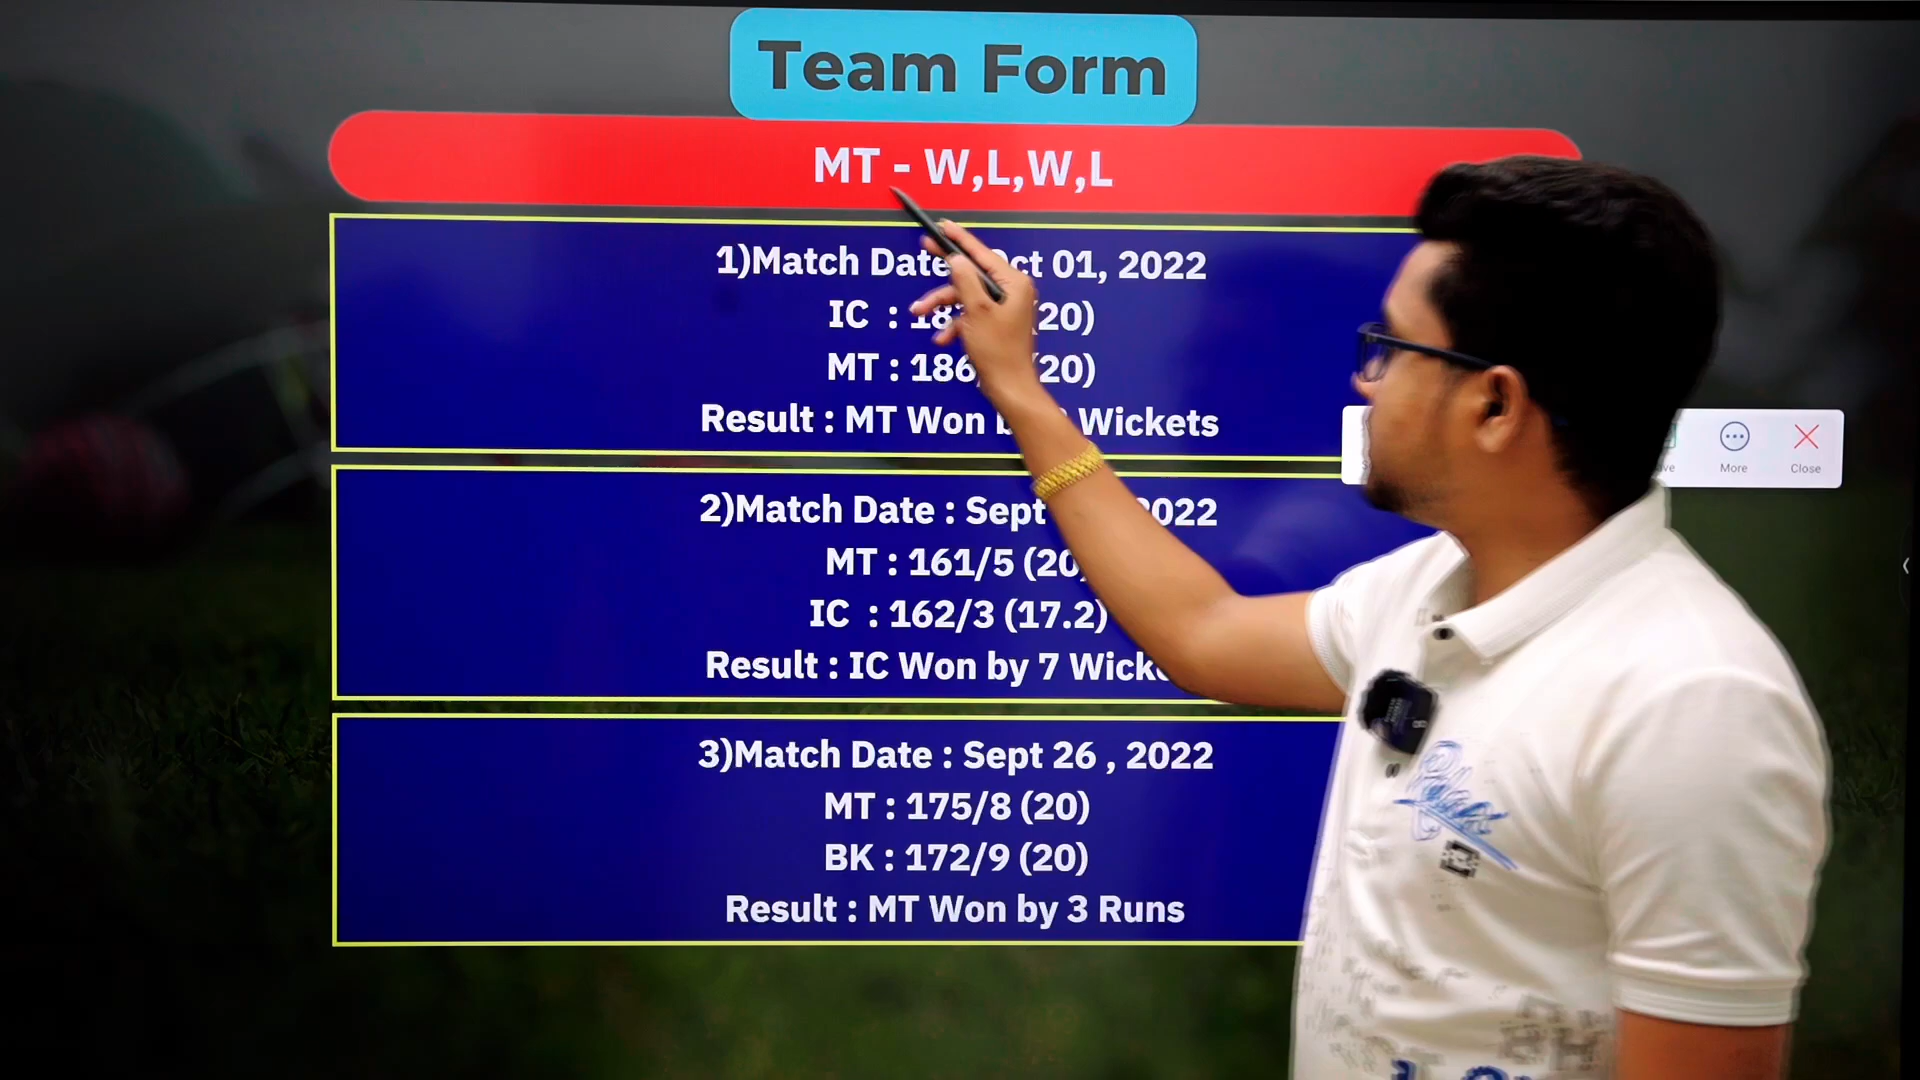 Team Form
MT - W,L,W,L
1)Match Date Oct 01, 2022
IC : (20)
MT : 186 (20)
Result : MT Won Wickets
2)Match Date : Sept 2022
MT : 161/5 (20)
IC : 162/3 (17.2)
Result : IC Won by 7
More
Close
3)Match Date : Sept 26 , 2022
MT : 175/8 (20)
BK : 172/9 (20)
Result : MT Won by 3 Runs